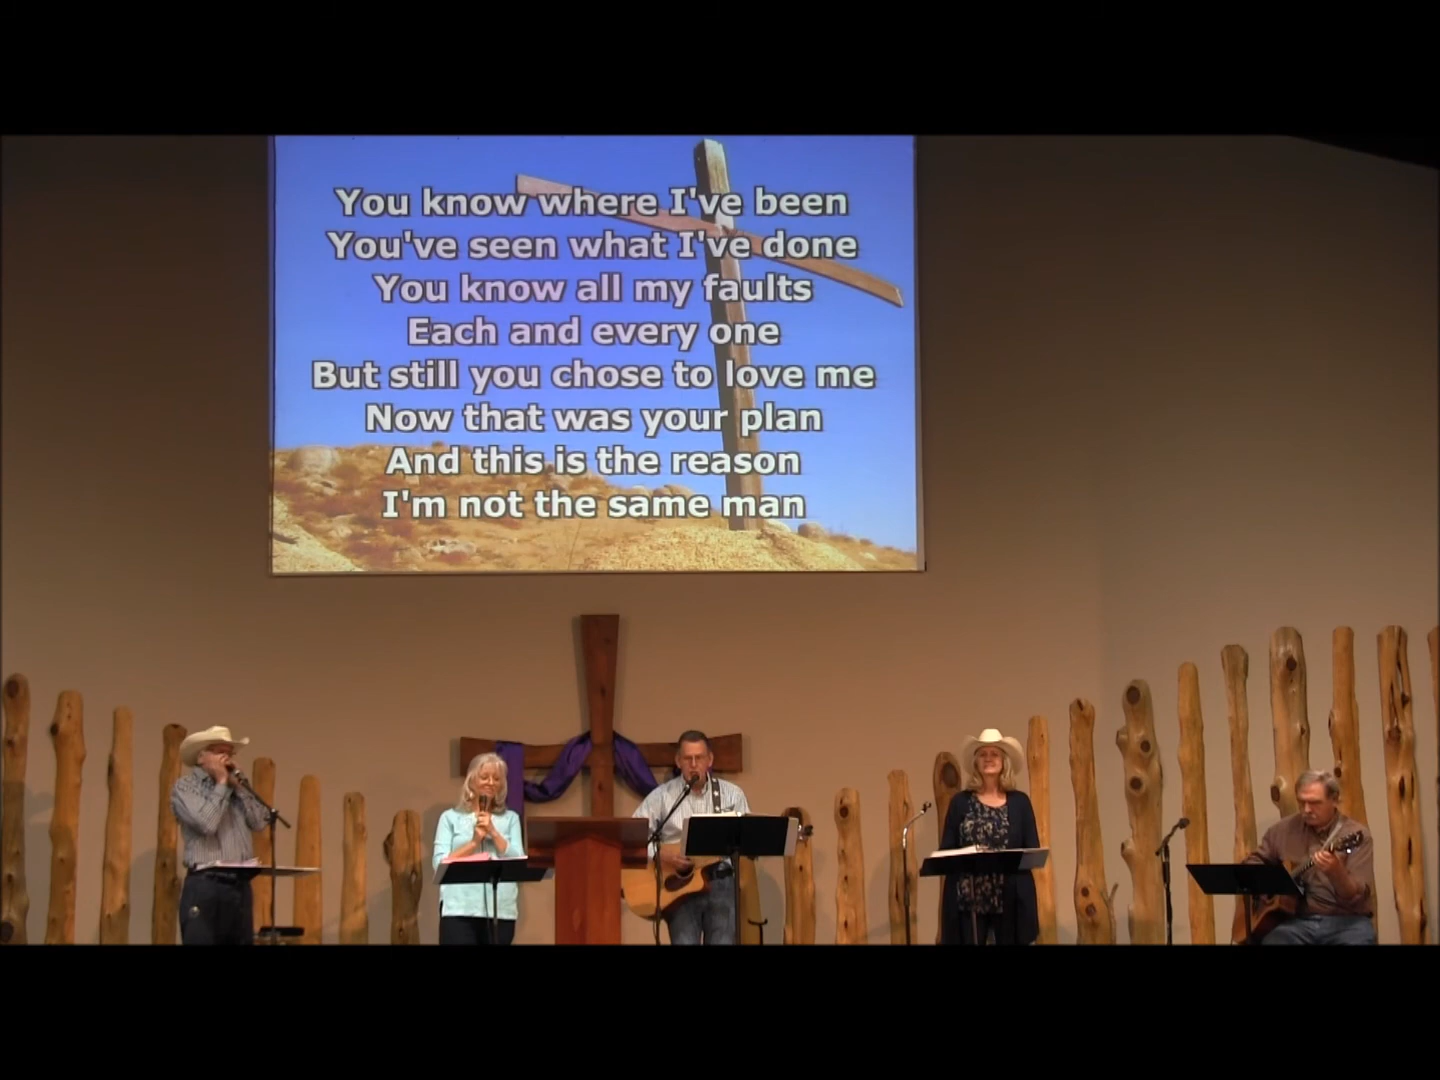 You know where I've been
You've seen what I've done
You know all my faults
Each and every one
But still you chose to love me
Now that was your plan
And this is the reason
I'm not the same man